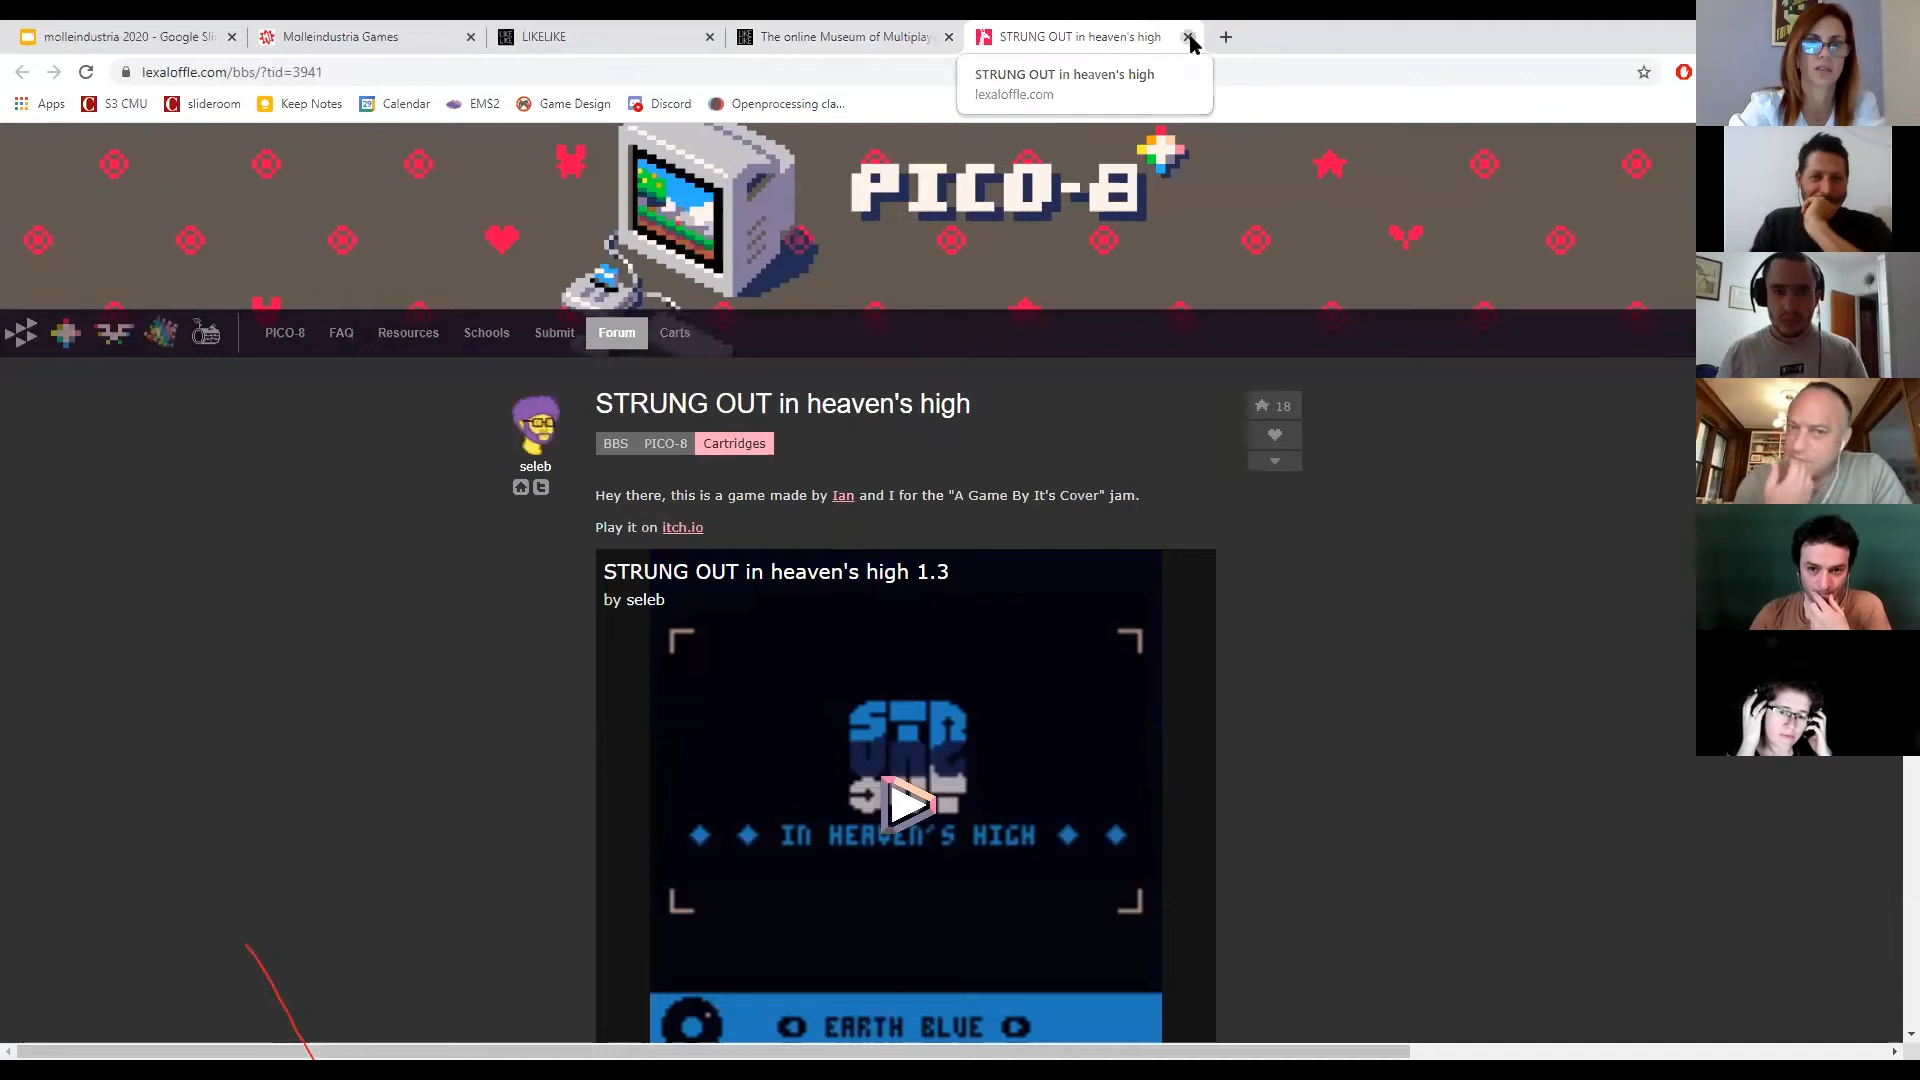 molleindustria 2020 - Google Sli
Molleindustria Games
LIKELIKE
The online Museum of Multiplaye
STRUNG OUT in heaven's high
lexaloffle.com/bbs/?tid=3941
STRUNG OUT in heaven's high
lexaloffle.com
Apps
S3 CMU
slideroom
Keep Notes
Calendar
EMS2
Game Design
Discord
Openprocessing cla...
PICO-8
PICO-8
FAQ
Resources
Schools
Submit
Forum
Carts
STRUNG OUT in heaven's high
18
BBS
PICO-8
Cartridges
seleb
Hey there, this is a game made by Ian and I for the "A Game By It's Cover" jam.
Play it on itch.io
STRUNG OUT in heaven's high 1.3
by seleb
STR
UNG
IN HEAVEN'S HIGH
EARTH BLUE